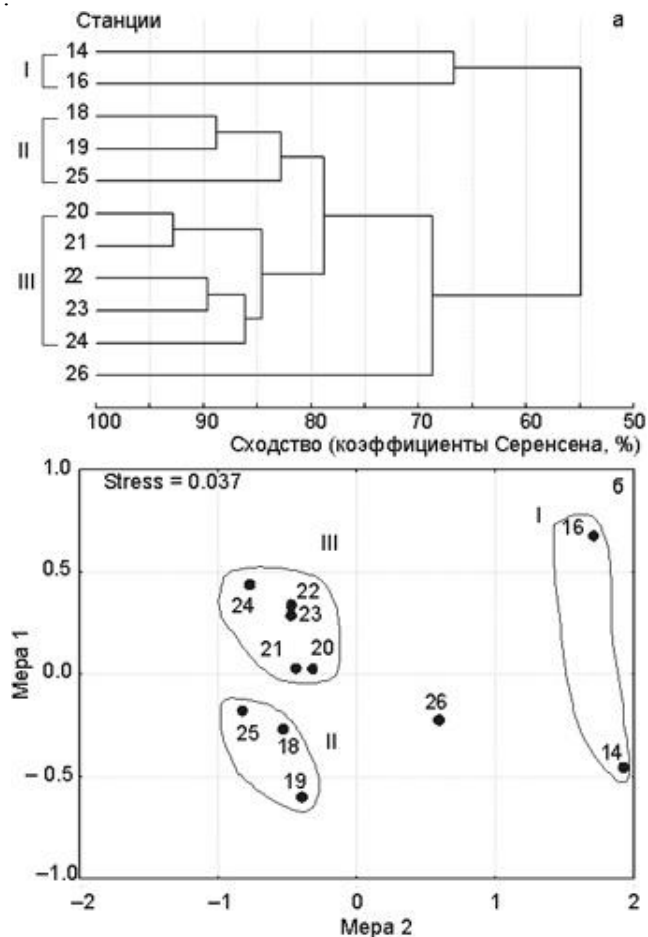 Станции
а
14
I
16
18
II
19
25
20
21
III
22
23
24
26
100 90 80 70 60 50
Сходство (коэффициенты Серенсена, %)
1.0
Stress = 0.037
б
I
16
III
0.5
24
22
23
21
20
0.0
Мера 1
26
25
18
II
14
19
– 0.5
–1.0
–2 –1 0 1 2
Мера 2